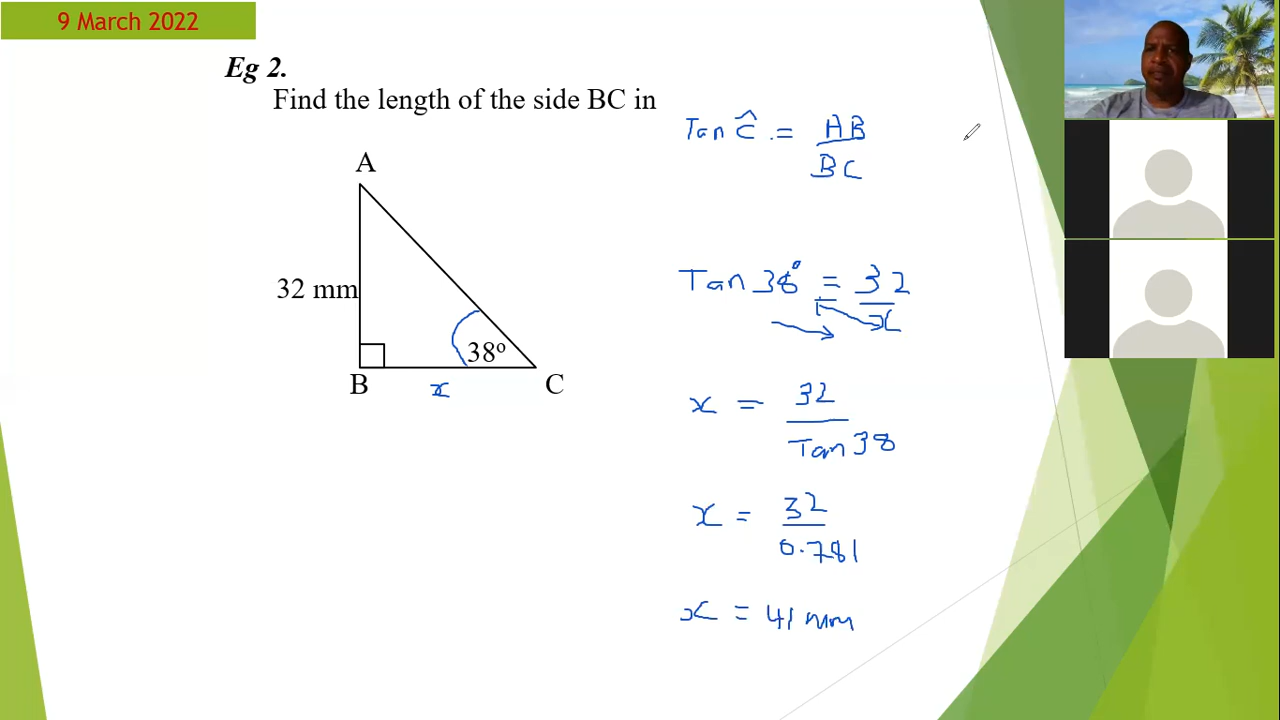 9 March 2022
Eg 2.
Find the length of the side BC in
A
32 mm
38º
B
x
C
Tan Ĉ = AB
BC
Tan 38° = 32
x
x = 32
Tan 38
x = 32
0.781
x = 41 mm